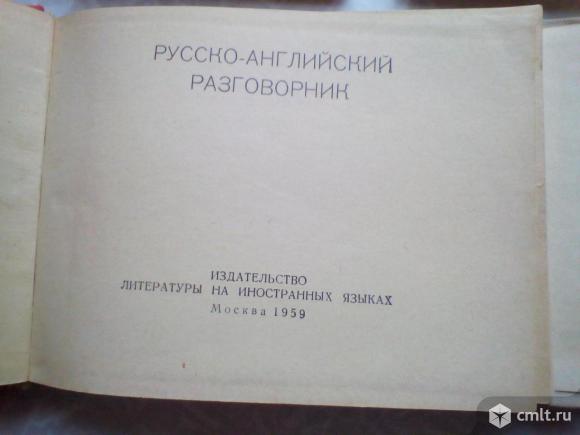 РУССКО-АНГЛИЙСКИЙ
РАЗГОВОРНИК
ИЗДАТЕЛЬСТВО
ЛИТЕРАТУРЫ НА ИНОСТРАННЫХ ЯЗЫКАХ
Москва 1959
cmlt.ru